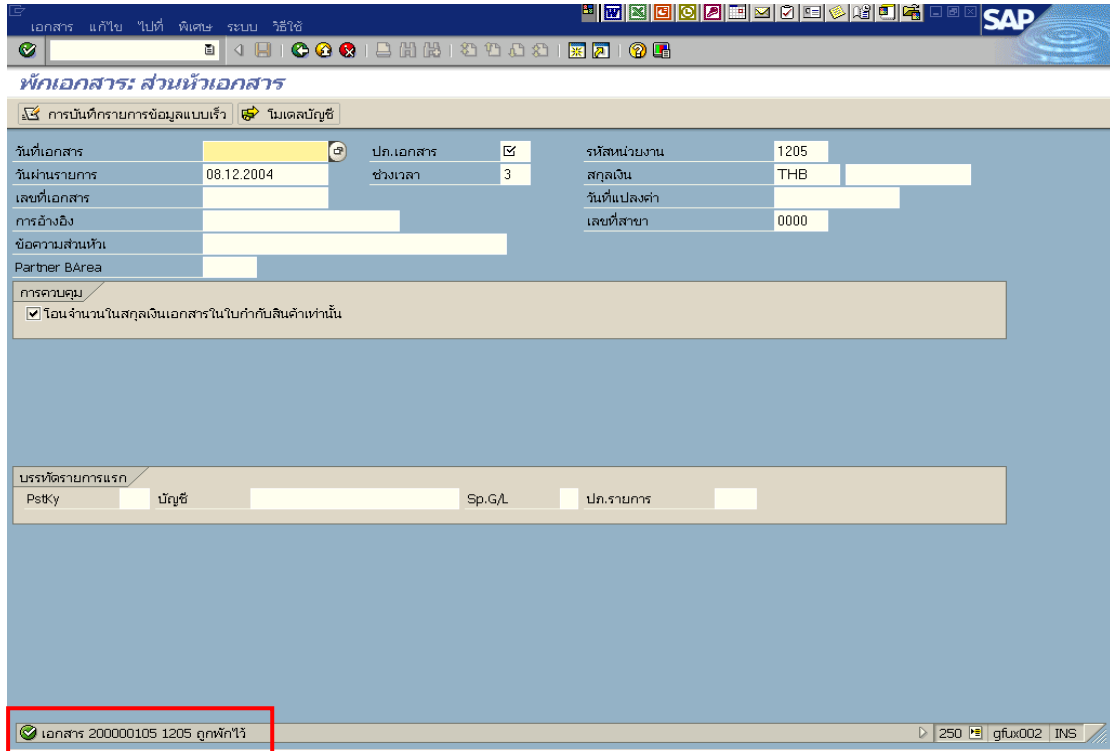 เอกสาร แก้ไข ไปที่ พิเศษ ระบบ วิธีใช้
SAP
พักเอกสาร: ส่วนหัวเอกสาร
การบันทึกรายการข้อมูลแบบเร็ว โมเดลบัญชี
วันที่เอกสาร ปภ.เอกสาร รหัสหน่วยงาน 1205
วันผ่านรายการ 08.12.2004 ช่วงเวลา 3 สกุลเงิน THB
เลขที่เอกสาร วันที่แปลงค่า
การอ้างอิง เลขที่สาขา 0000
ข้อความส่วนหัวเ
Partner BArea
การควบคุม
โอนจำนวนในสกุลเงินเอกสารในใบกำกับสินค้าเท่านั้น
บรรทัดรายการแรก
PstKy บัญชี Sp.G/L ปภ.รายการ
เอกสาร 200000105 1205 ถูกพักไว้ 250 gfux002 INS